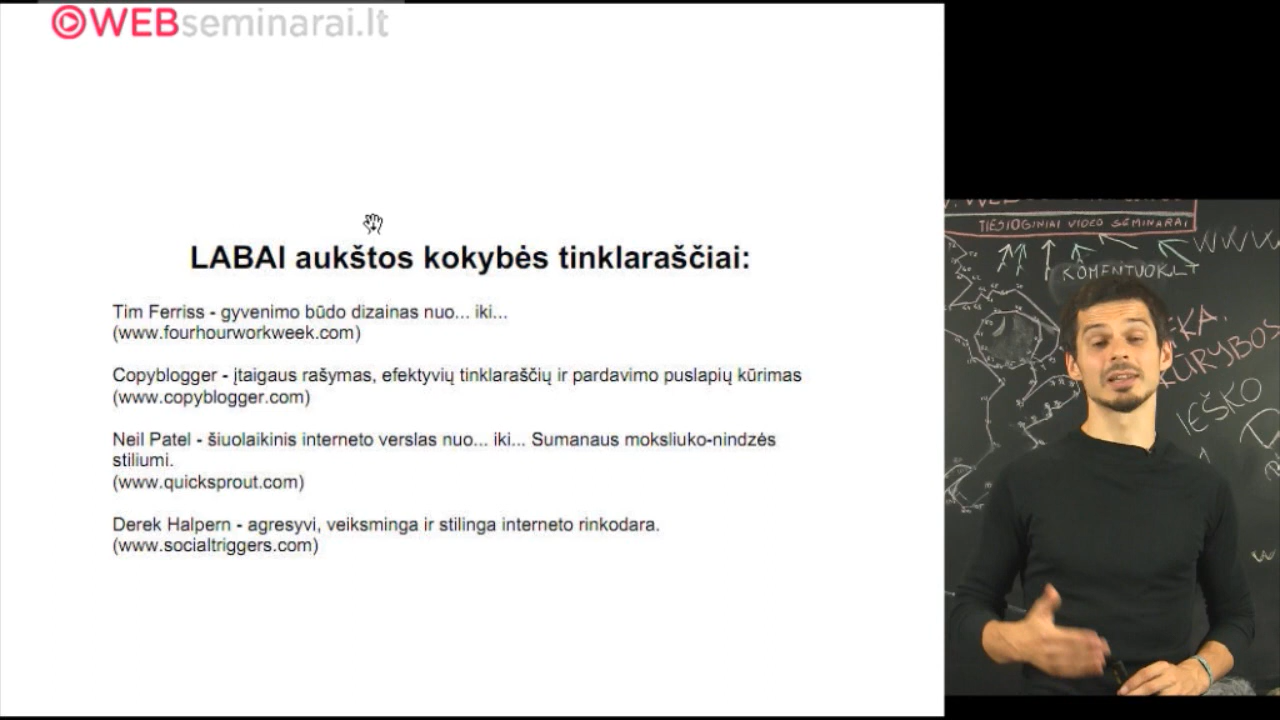 WEBseminarai.lt
LABAI aukštos kokybės tinklaraščiai:
Tim Ferriss - gyvenimo būdo dizainas nuo... iki...
(www.fourhourworkweek.com)
Copyblogger - įtaigaus rašymas, efektyvių tinklaraščių ir pardavimo puslapių kūrimas
(www.copyblogger.com)
Neil Patel - šiuolaikinis interneto verslas nuo... iki... Sumanaus moksliuko-nindzės
stiliumi.
(www.quicksprout.com)
Derek Halpern - agresyvi, veiksminga ir stilinga interneto rinkodara.
(www.socialtriggers.com)
TIESIOGINIAI VIDEO SEMINARAI
WWW
KOMENTUOK.LT
IEŠKO